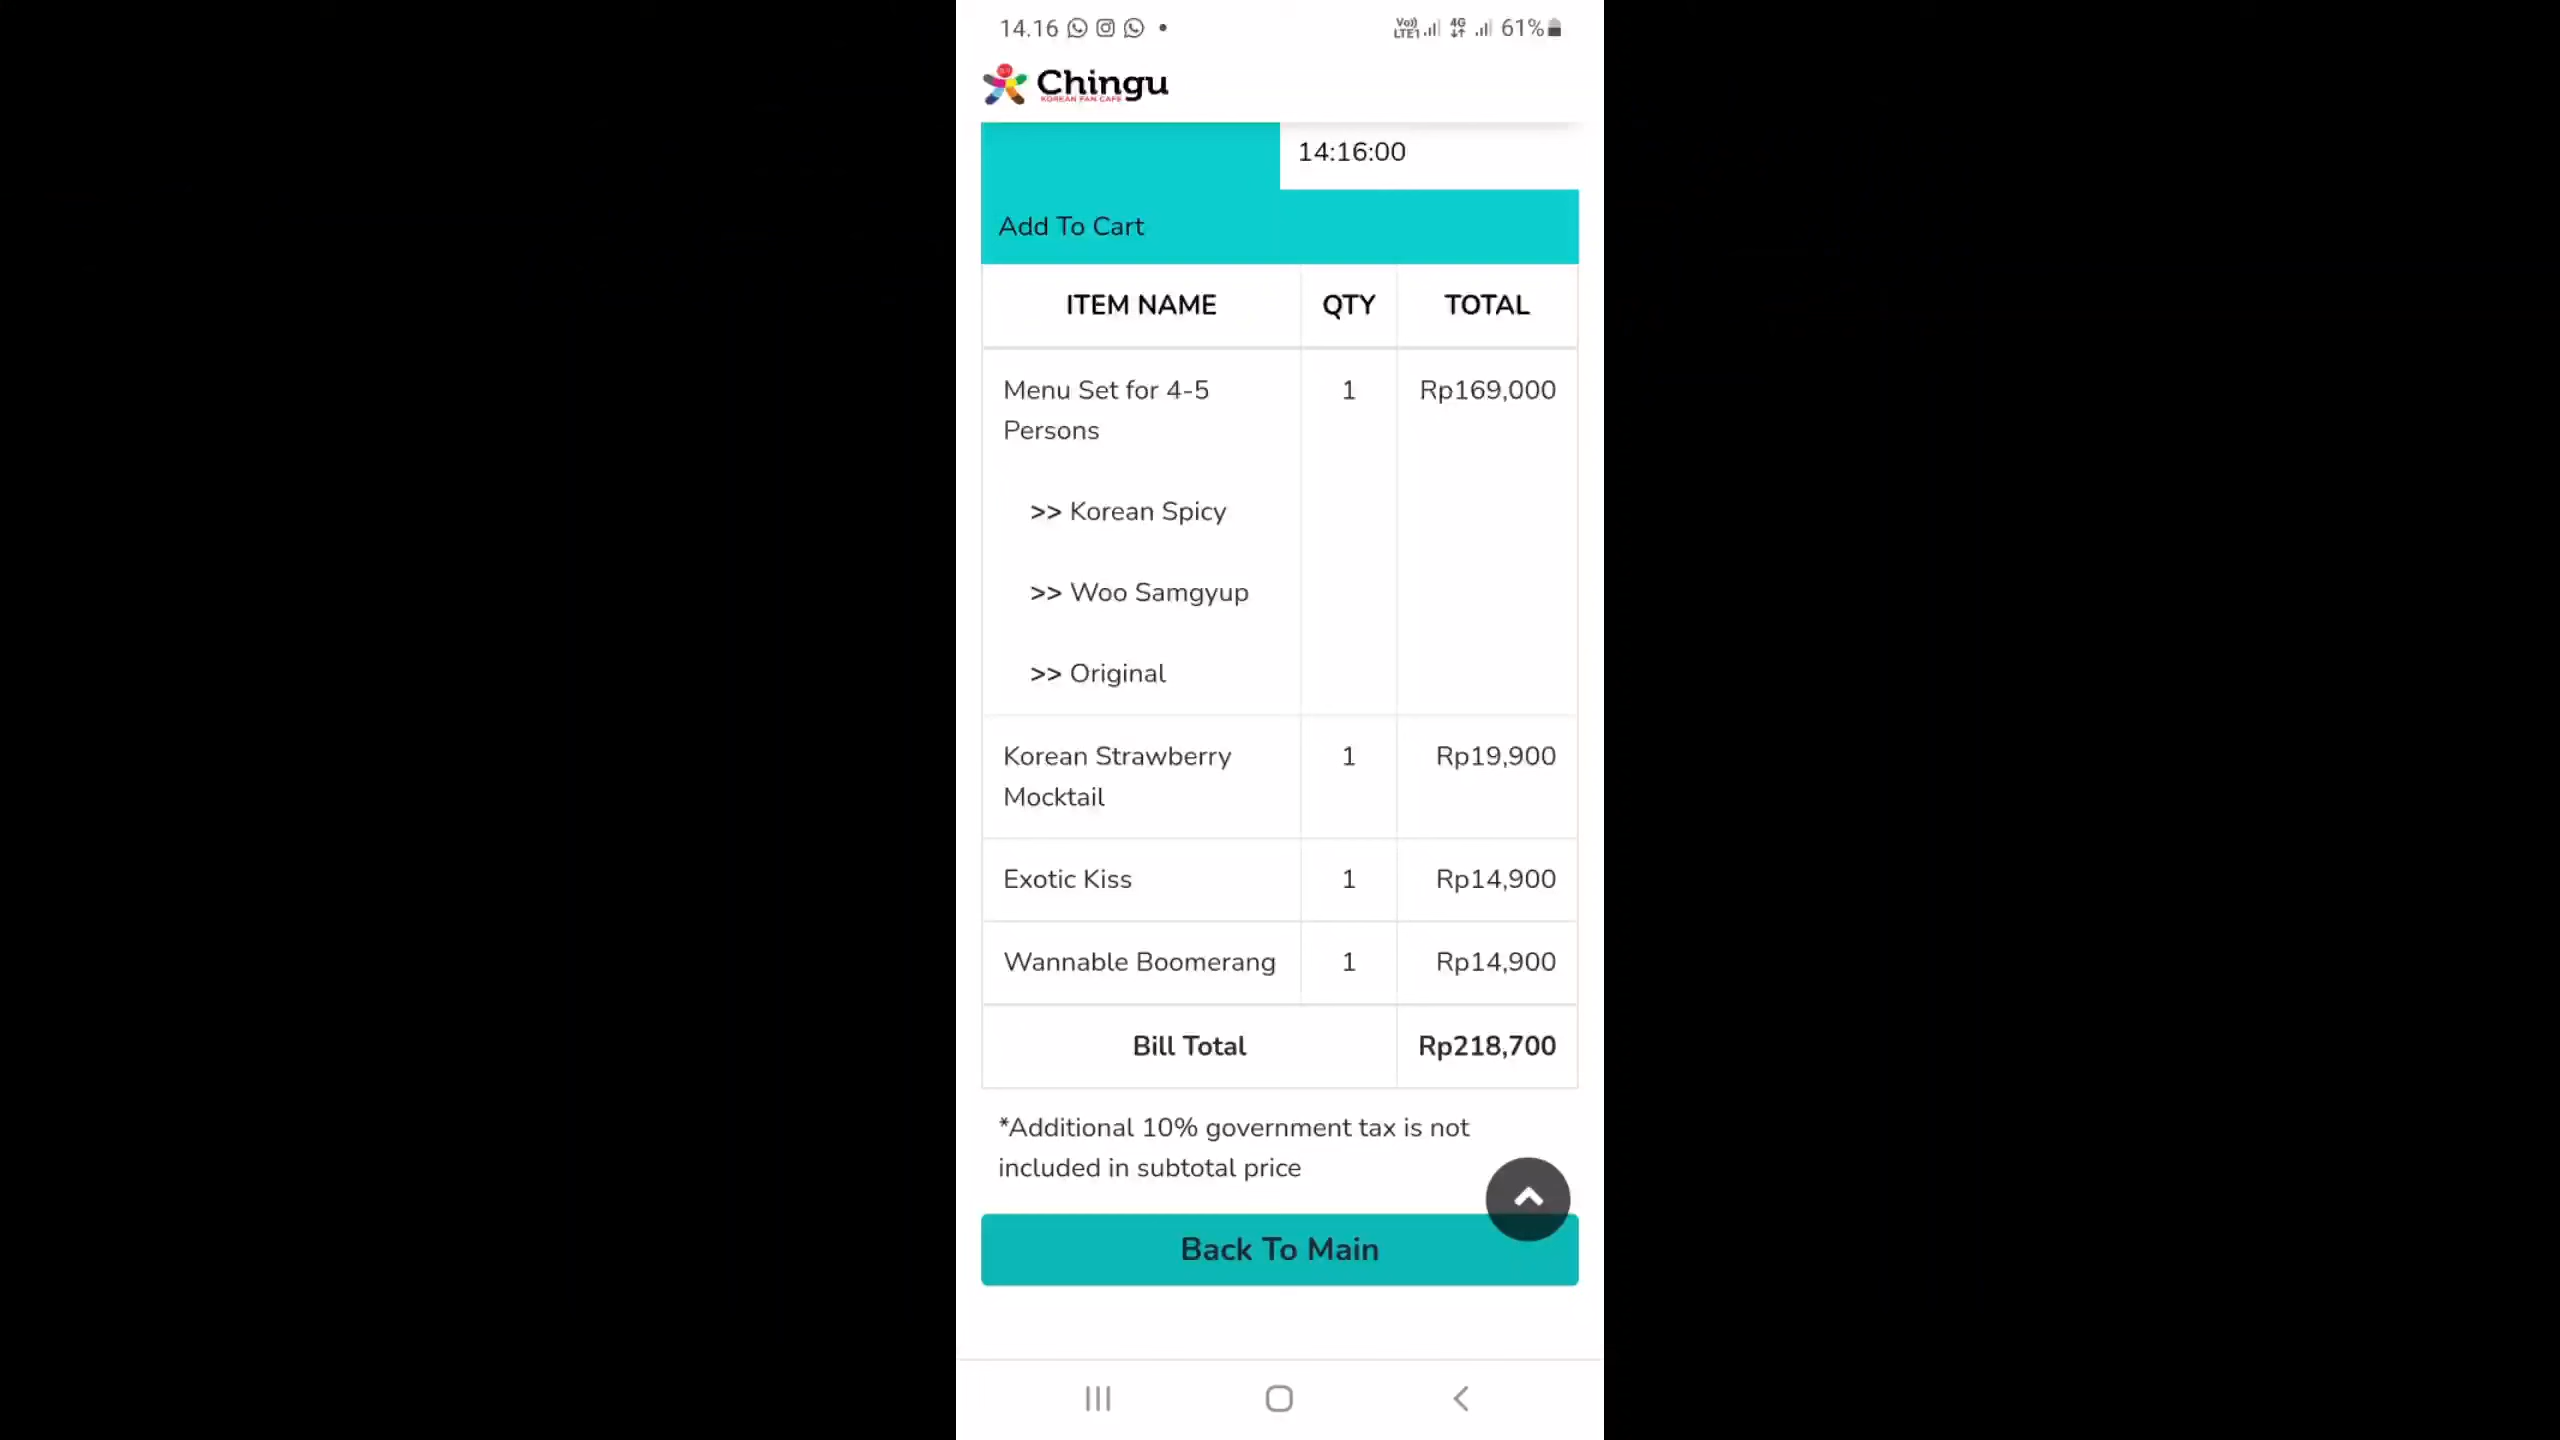 14.16 Vo)) LTE1 4G 61%
Chingu
KOREAN FAN CAFE
14:16:00
Add To Cart
ITEM NAME QTY TOTAL
Menu Set for 4-5 1 Rp169,000
Persons
>> Korean Spicy
>> Woo Samgyup
>> Original
Korean Strawberry 1 Rp19,900
Mocktail
Exotic Kiss 1 Rp14,900
Wannable Boomerang 1 Rp14,900
Bill Total Rp218,700
*Additional 10% government tax is not
included in subtotal price
Back To Main